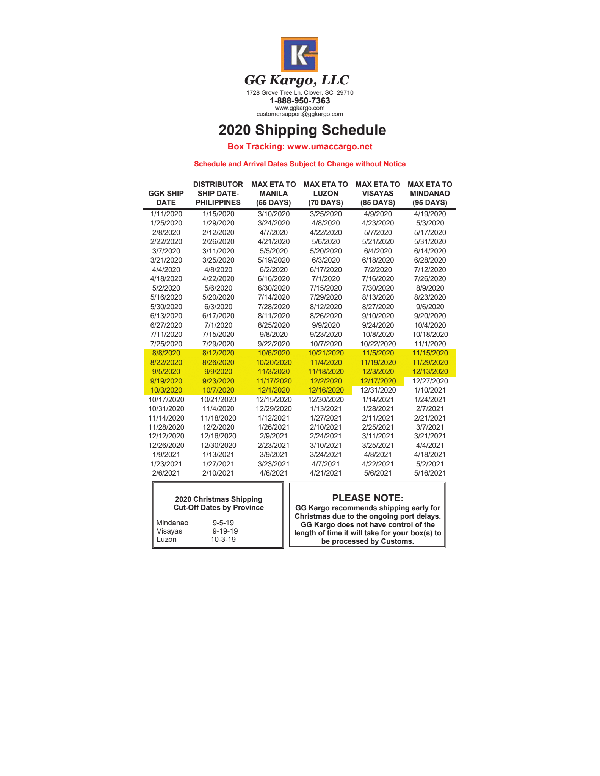 K
GG Kargo, LLC
1728 Grove Tree Ln. Clover, SC 29710
1-888-950-7363
www.ggkargo.com
customersupport@ggkargo.com
2020 Shipping Schedule
Box Tracking: www.umaccargo.net
Schedule and Arrival Dates Subject to Change without Notice
GGK SHIP DATE DISTRIBUTOR SHIP DATE- PHILIPPINES MAX ETA TO MANILA (55 DAYS) MAX ETA TO LUZON (70 DAYS) MAX ETA TO VISAYAS (85 DAYS) MAX ETA TO MINDANAO (95 DAYS)
1/11/2020 1/15/2020 3/10/2020 3/25/2020 4/9/2020 4/19/2020
1/25/2020 1/29/2020 3/24/2020 4/8/2020 4/23/2020 5/3/2020
2/8/2020 2/12/2020 4/7/2020 4/22/2020 5/7/2020 5/17/2020
2/22/2020 2/26/2020 4/21/2020 5/6/2020 5/21/2020 5/31/2020
3/7/2020 3/11/2020 5/5/2020 5/20/2020 6/4/2020 6/14/2020
3/21/2020 3/25/2020 5/19/2020 6/3/2020 6/18/2020 6/28/2020
4/4/2020 4/8/2020 6/2/2020 6/17/2020 7/2/2020 7/12/2020
4/18/2020 4/22/2020 6/16/2020 7/1/2020 7/16/2020 7/26/2020
5/2/2020 5/6/2020 6/30/2020 7/15/2020 7/30/2020 8/9/2020
5/16/2020 5/20/2020 7/14/2020 7/29/2020 8/13/2020 8/23/2020
5/30/2020 6/3/2020 7/28/2020 8/12/2020 8/27/2020 9/6/2020
6/13/2020 6/17/2020 8/11/2020 8/26/2020 9/10/2020 9/20/2020
6/27/2020 7/1/2020 8/25/2020 9/9/2020 9/24/2020 10/4/2020
7/11/2020 7/15/2020 9/8/2020 9/23/2020 10/8/2020 10/18/2020
7/25/2020 7/29/2020 9/22/2020 10/7/2020 10/22/2020 11/1/2020
8/8/2020 8/12/2020 10/6/2020 10/21/2020 11/5/2020 11/15/2020
8/22/2020 8/26/2020 10/20/2020 11/4/2020 11/19/2020 11/29/2020
9/5/2020 9/9/2020 11/3/2020 11/18/2020 12/3/2020 12/13/2020
9/19/2020 9/23/2020 11/17/2020 12/2/2020 12/17/2020 12/27/2020
10/3/2020 10/7/2020 12/1/2020 12/16/2020 12/31/2020 1/10/2021
10/17/2020 10/21/2020 12/15/2020 12/30/2020 1/14/2021 1/24/2021
10/31/2020 11/4/2020 12/29/2020 1/13/2021 1/28/2021 2/7/2021
11/14/2020 11/18/2020 1/12/2021 1/27/2021 2/11/2021 2/21/2021
11/28/2020 12/2/2020 1/26/2021 2/10/2021 2/25/2021 3/7/2021
12/12/2020 12/16/2020 2/9/2021 2/24/2021 3/11/2021 3/21/2021
12/26/2020 12/30/2020 2/23/2021 3/10/2021 3/25/2021 4/4/2021
1/9/2021 1/13/2021 3/9/2021 3/24/2021 4/8/2021 4/18/2021
1/23/2021 1/27/2021 3/23/2021 4/7/2021 4/22/2021 5/2/2021
2/6/2021 2/10/2021 4/6/2021 4/21/2021 5/6/2021 5/16/2021
2020 Christmas Shipping
Cut-Off Dates by Province
Mindanao 9-5-19
Visayas 9-19-19
Luzon 10-3-19
PLEASE NOTE:
GG Kargo recommends shipping early for
Christmas due to the ongoing port delays.
GG Kargo does not have control of the
length of time it will take for your box(s) to
be processed by Customs.